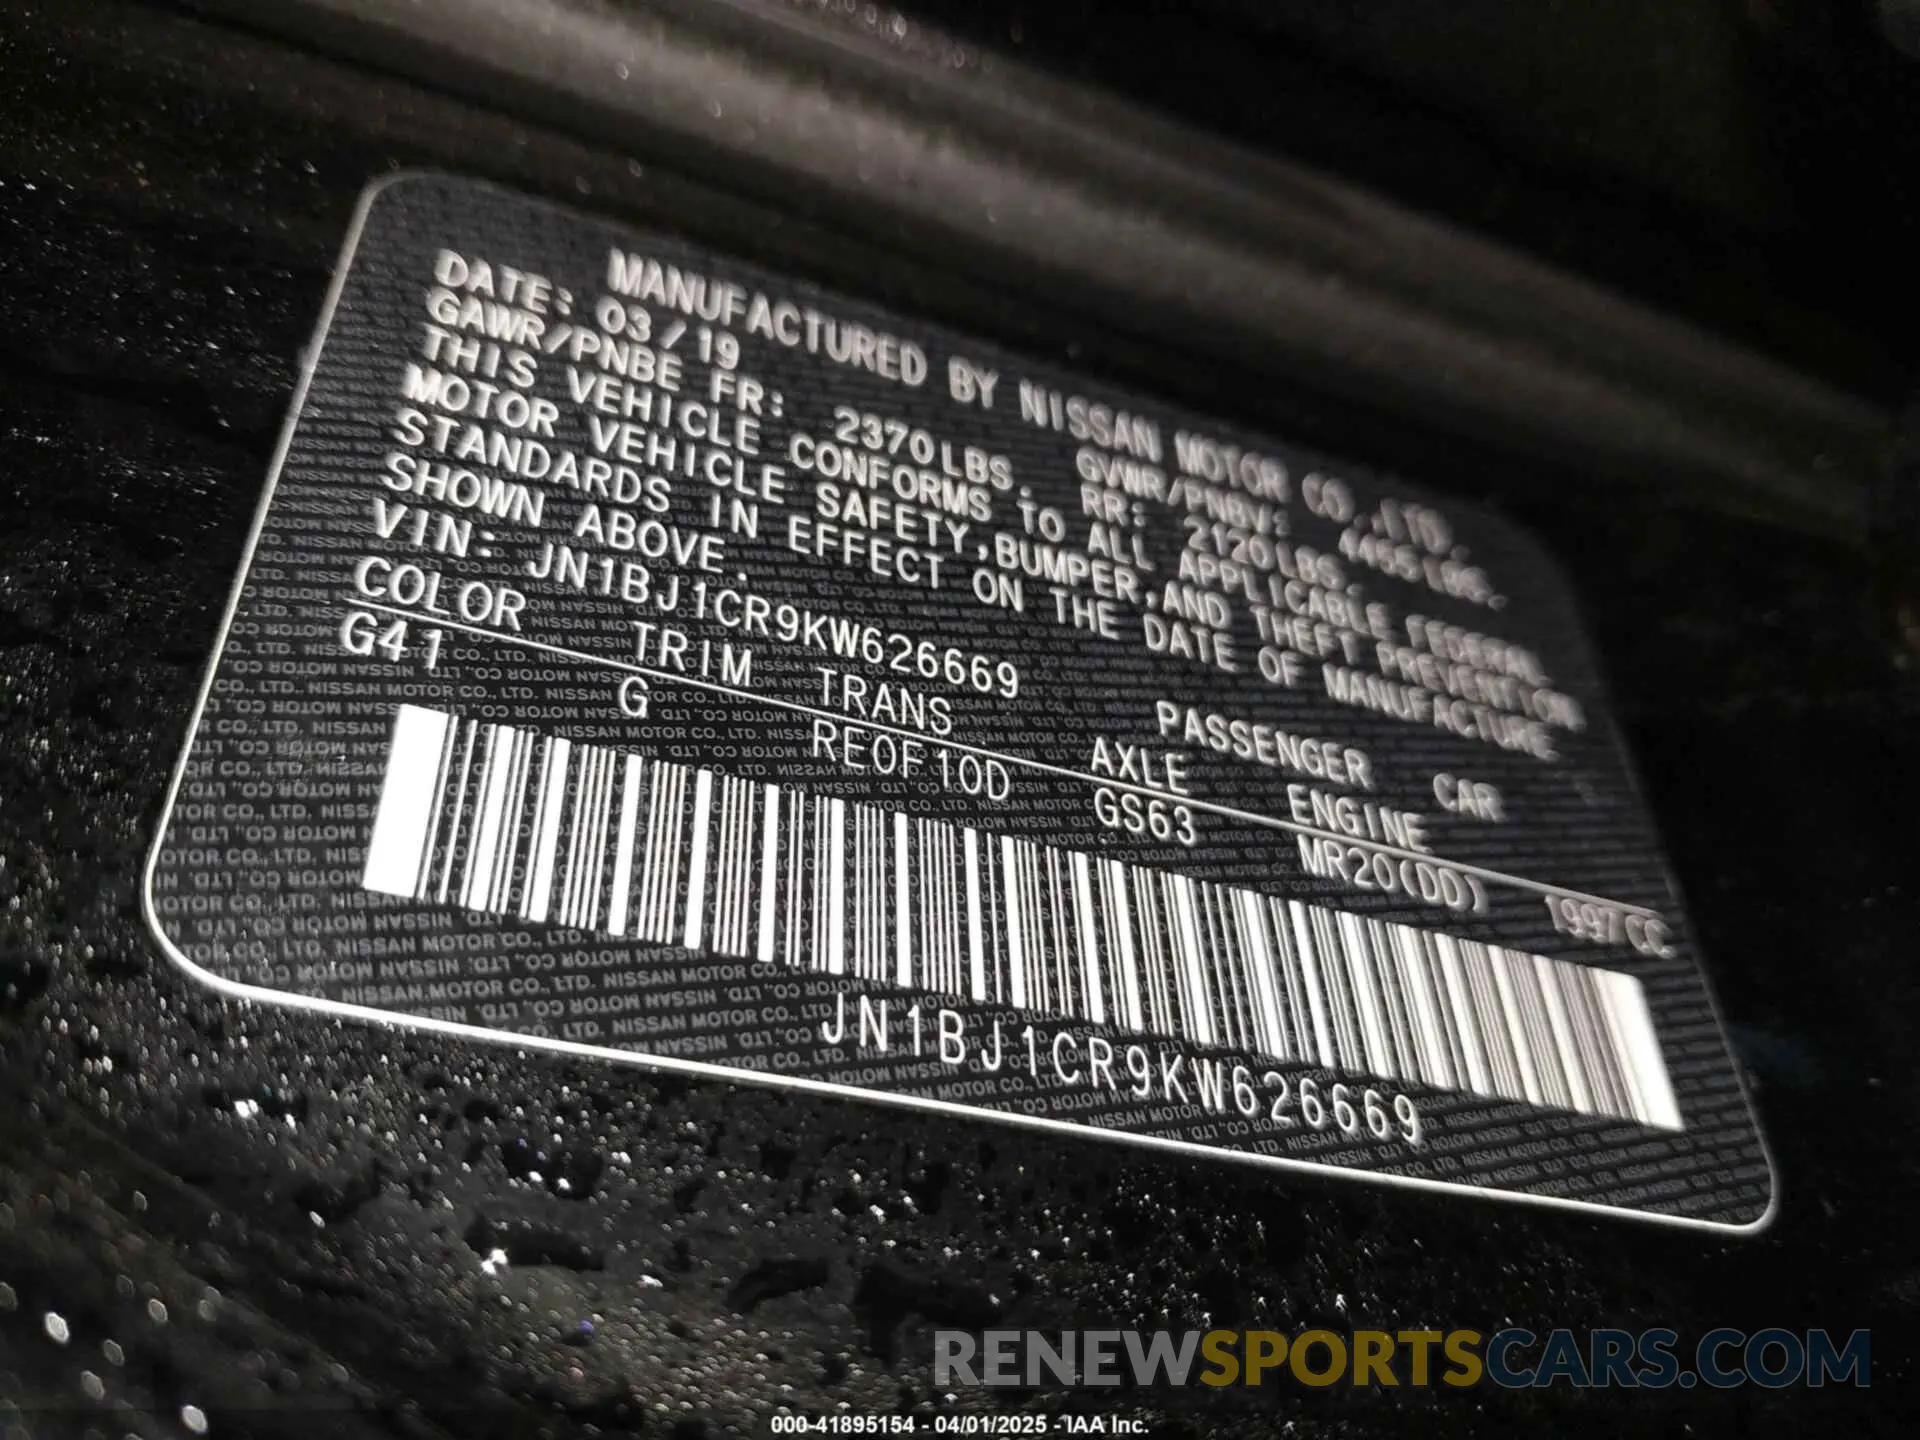 MANUFACTURED BY NISSAN MOTOR CO.,LTD.
DATE: 03/19 GVWR/PNBV: 4455LBS.
GAWR/PNBE FR: 2370LBS. RR: 2120LBS.
THIS VEHICLE CONFORMS TO ALL APPLICABLE FEDERAL
MOTOR VEHICLE SAFETY,BUMPER,AND THEFT PREVENTION
STANDARDS IN EFFECT ON THE DATE OF MANUFACTURE
SHOWN ABOVE.
VIN: JN1BJ1CR9KW626669 PASSENGER CAR
COLOR TRIM TRANS AXLE ENGINE
G41 G RE0F10D GS63 MR20(DD) 1997CC
JN1BJ1CR9KW626669
RENEWSPORTSCARS.COM
000-41895154 - 04/01/2025 - IAA Inc.